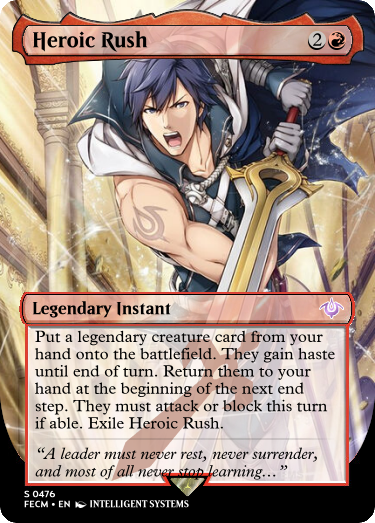 Heroic Rush 2
Legendary Instant
Put a legendary creature card from your
hand onto the battlefield. They gain haste
until end of turn. Return them to your
hand at the beginning of the next end
step. They must attack or block this turn
if able. Exile Heroic Rush.
“A leader must never rest, never surrender,
and most of all never stop learning…”
S 0476
FECM • EN INTELLIGENT SYSTEMS